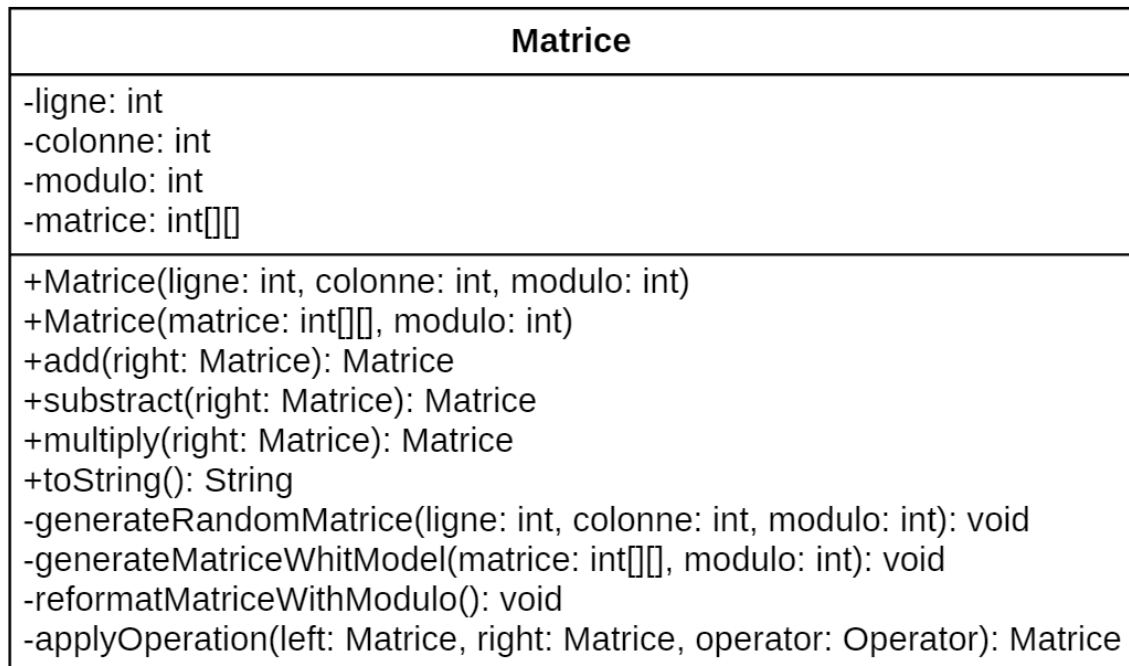 Matrice
-ligne: int
-colonne: int
-modulo: int
-matrice: int[][]
+Matrice(ligne: int, colonne: int, modulo: int)
+Matrice(matrice: int[][], modulo: int)
+add(right: Matrice): Matrice
+substract(right: Matrice): Matrice
+multiply(right: Matrice): Matrice
+toString(): String
-generateRandomMatrice(ligne: int, colonne: int, modulo: int): void
-generateMatriceWhitModel(matrice: int[][], modulo: int): void
-reformatMatriceWithModulo(): void
-applyOperation(left: Matrice, right: Matrice, operator: Operator): Matrice